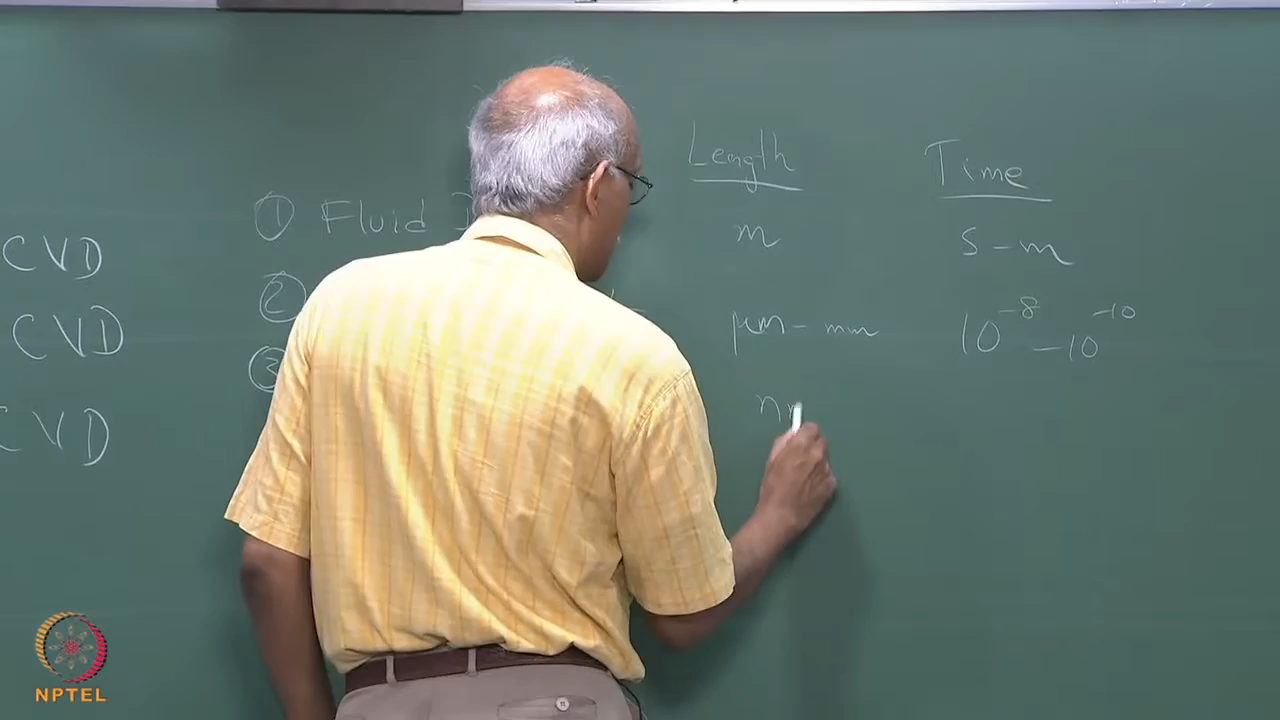 Length Time
CVD ① Fluid m s - m
CVD ② μm - mm 10⁻⁸ - 10⁻¹⁰
CVD ③
NPTEL